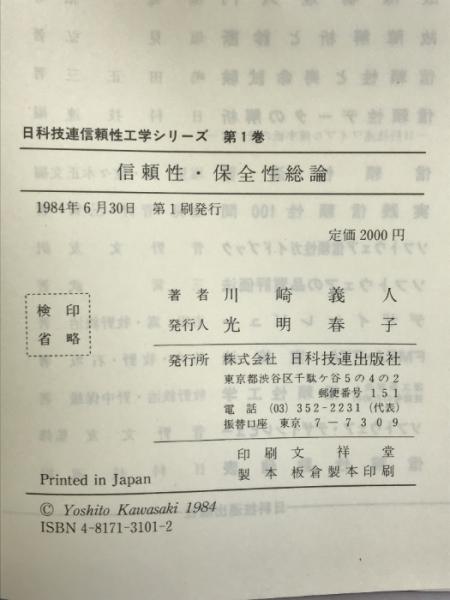 日科技連信頼性工学シリーズ 第1巻
信頼性・保全性総論
1984年6月30日 第1刷発行
定価2000円
検印
省略
著者 川崎義人
発行人 光明春子
発行所 株式会社 日科技連出版社
東京都渋谷区千駄ケ谷5の4の2
郵便番号 151
電話 (03) 352-2231 (代表)
振替口座 東京 7-7309
印刷 文祥堂
製本 板倉製本印刷
Printed in Japan
© Yoshito Kawasaki 1984
ISBN 4-8171-3101-2